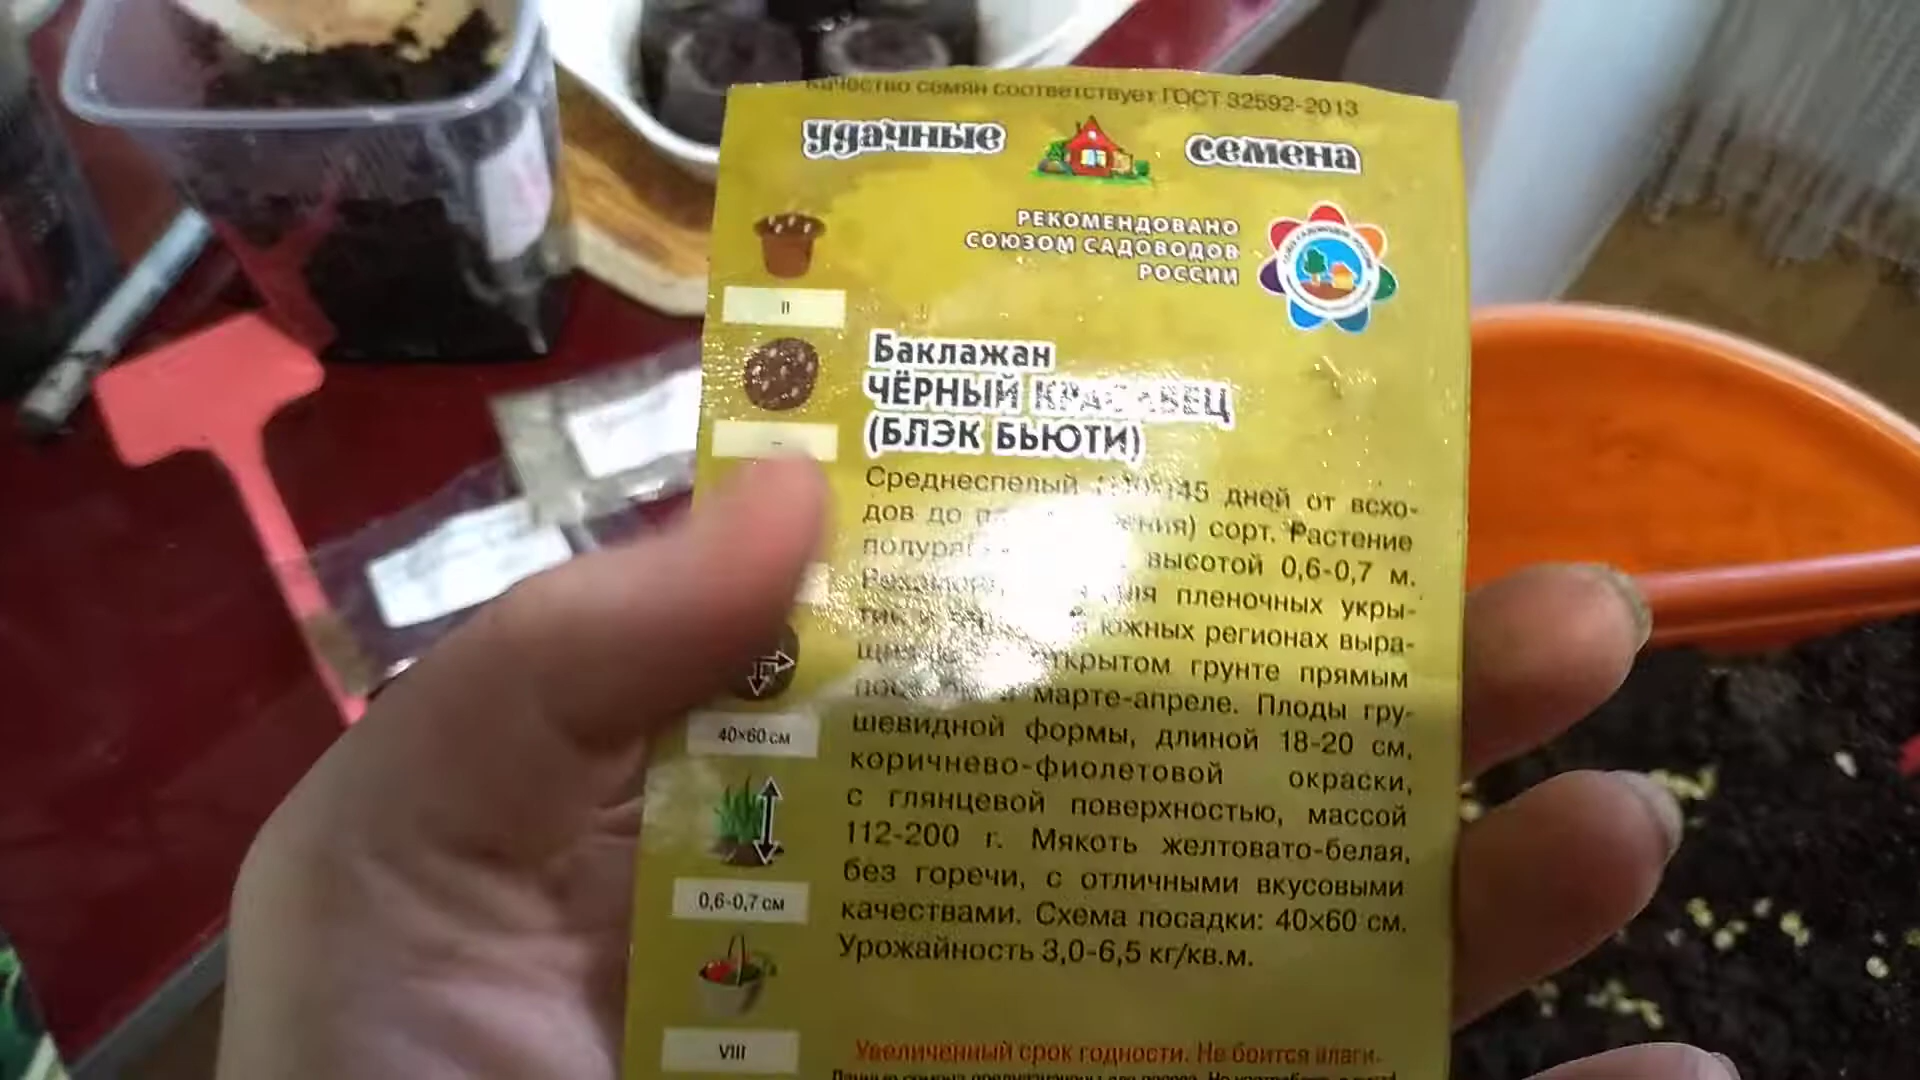 Качество семян соответствует ГОСТ 32592-2013
удачные семена
РЕКОМЕНДОВАНО
СОЮЗОМ САДОВОДОВ
РОССИИ
II
Баклажан
ЧЁРНЫЙ КРАСАВЕЦ
(БЛЭК БЬЮТИ)
–
Среднеспелый дней от всхо-
дов до сорт. Растение
высотой 0,6-0,7 м.
пленочных укры-
южных регионах выра-
открытом грунте прямым
марте-апреле. Плоды гру-
шевидной формы, длиной 18-20 см,
коричнево-фиолетовой окраски,
с глянцевой поверхностью, массой
112-200 г. Мякоть желтовато-белая,
без горечи, с отличными вкусовыми
качествами. Схема посадки: 40×60 см.
Урожайность 3,0-6,5 кг/кв.м.
40×60 см
0,6-0,7 см
VIII
Увеличенный срок годности. Не боится влаги.